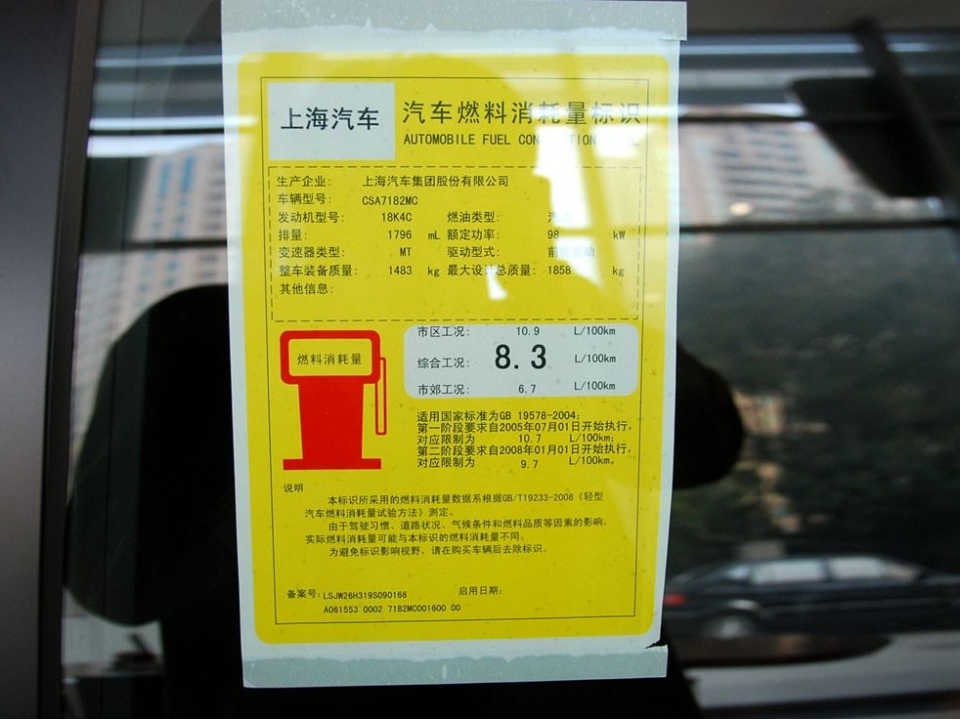 上海汽车
汽车燃料消耗量标识
AUTOMOBILE FUEL
生产企业: 上海汽车集团股份有限公司
车辆型号: CSA7182MC
发动机型号: 18K4C 燃油类型:
排量: 1796 mL 额定功率: 98 kW
变速器类型: MT 驱动型式: 前轮驱动
整车装备质量: 1483 kg 最大设计总质量: 1858 kg
其他信息:
燃料消耗量
市区工况: 10.9 L/100km
综合工况: 8.3 L/100km
市郊工况: 6.7 L/100km
适用国家标准为GB 19578-2004;
第一阶段要求自2005年07月01日开始执行,
对应限制为 10.7 L/100km;
第二阶段要求自2008年01月01日开始执行,
对应限制为 9.7 L/100km。
说明
本标识所采用的燃料消耗量数据系根据GB/T19233-2008《轻型
汽车燃料消耗量试验方法》测定。
由于驾驶习惯、道路状况、气候条件和燃料品质等因素的影响,
实际燃料消耗量可能与本标识的燃料消耗量不同。
为避免标识影响视野, 请在购买车辆后去除标识。
备案号: LSJW26H319S090166 启用日期:
A061553 0002 7182MC001600 00